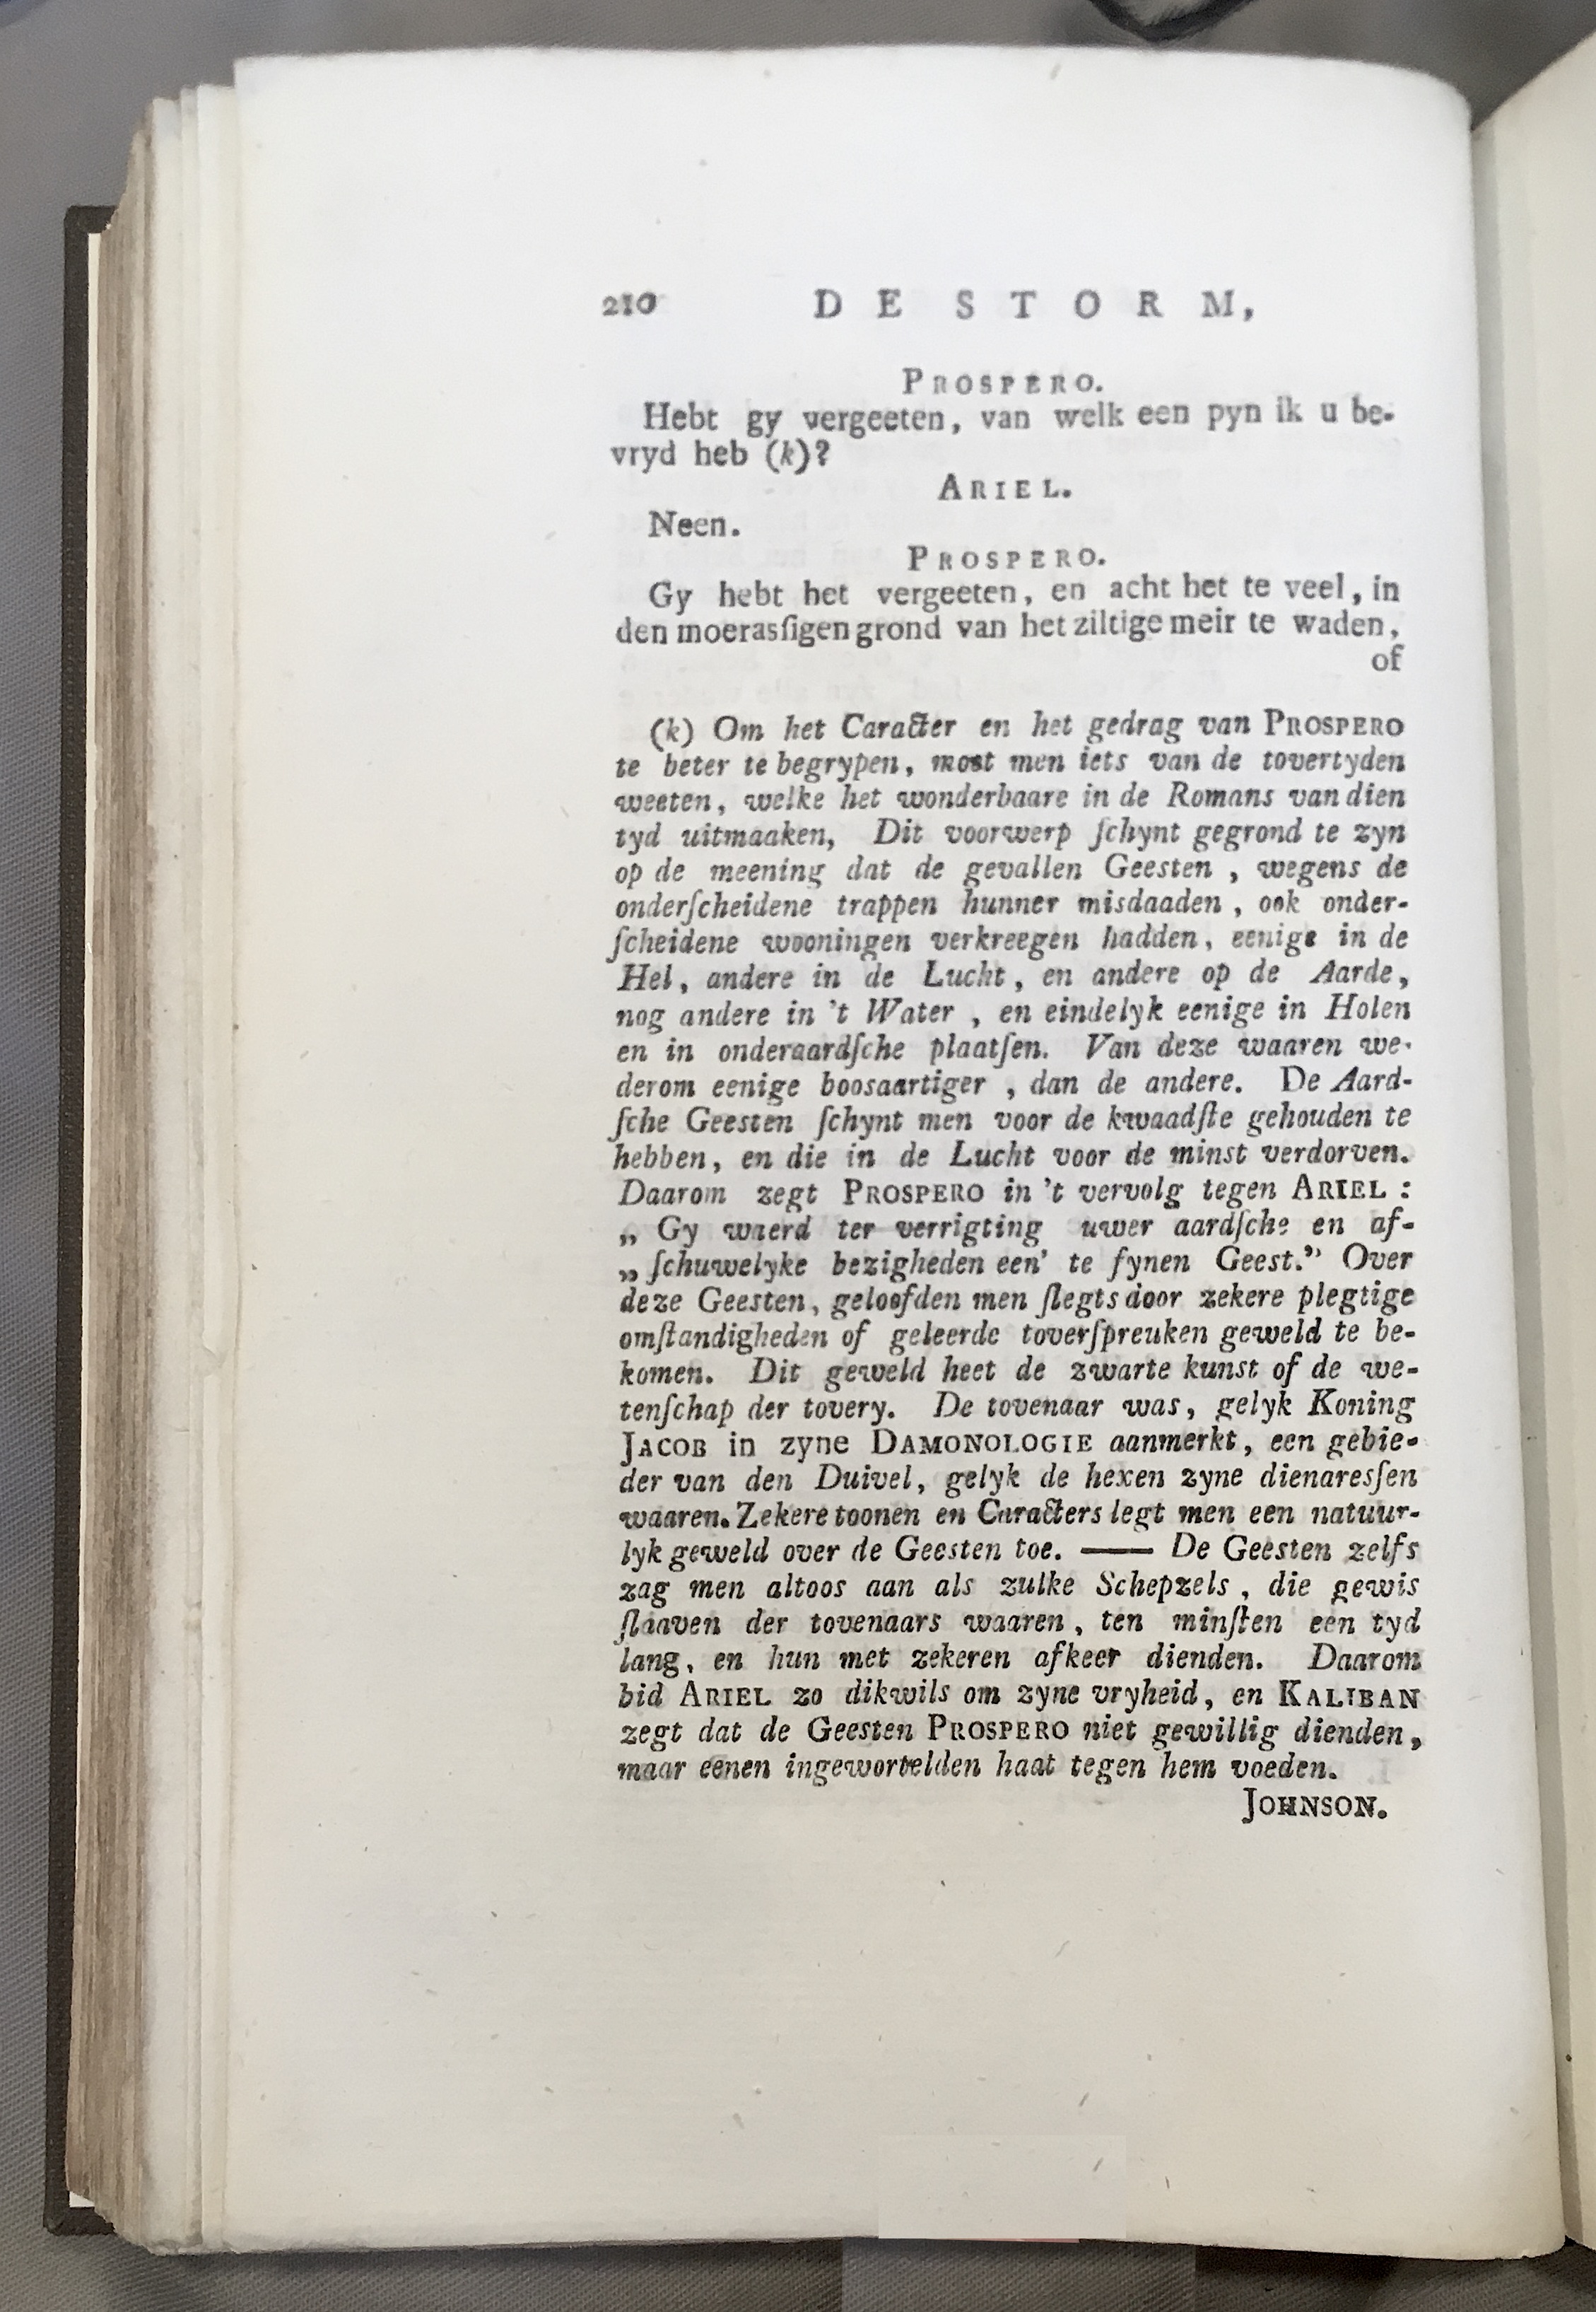 210 DE STORM,
PROSPERO.
Hebt gy vergeeten, van welk een pyn ik u be-
vryd heb (k)?
ARIEL.
Neen.
PROSPERO.
Gy hebt het vergeeten, en acht het te veel, in
den moerasſigen grond van het ziltige meir te waden,
of
(k) Om het Caracter en het gedrag van PROSPERO
te beter te begrypen, moet men iets van de tovertyden
weeten, welke het wonderbaare in de Romans van dien
tyd uitmaaken, Dit voorwerp ſchynt gegrond te zyn
op de meening dat de gevallen Geesten, wegens de
onderſcheidene trappen hunner misdaaden, ook onder-
ſcheidene wooningen verkreegen hadden, eenige in de
Hel, andere in de Lucht, en andere op de Aarde,
nog andere in 't Water, en eindelyk eenige in Holen
en in onderaardſche plaatſen. Van deze waaren we-
derom eenige boosaartiger, dan de andere. De Aard-
ſche Geesten ſchynt men voor de kwaadſte gehouden te
hebben, en die in de Lucht voor de minst verdorven.
Daarom zegt PROSPERO in 't vervolg tegen ARIEL:
„ Gy waerd ter verrigting uwer aardſche en af-
„ ſchuwelyke bezigheden een' te fynen Geest.” Over
deze Geesten, geloofden men ſlegts door zekere plegtige
omſtandigheden of geleerde toverſpreuken geweld te be-
komen. Dit geweld heet de zwarte kunst of de we-
tenſchap der tovery. De tovenaar was, gelyk Koning
JACOB in zyne DAMONOLOGIE aanmerkt, een gebie-
der van den Duivel, gelyk de hexen zyne dienaresſen
waaren. Zekere toonen en Caracters legt men een natuur-
lyk geweld over de Geesten toe. —— De Geesten zelfs
zag men altoos aan als zulke Schepzels, die gewis
ſlaaven der tovenaars waaren, ten minſten een tyd
lang, en hun met zekeren afkeer dienden. Daarom
bid ARIEL zo dikwils om zyne vryheid, en KALIBAN
zegt dat de Geesten PROSPERO niet gewillig dienden,
maar eenen ingewortelden haat tegen hem voeden.
JOHNSON.